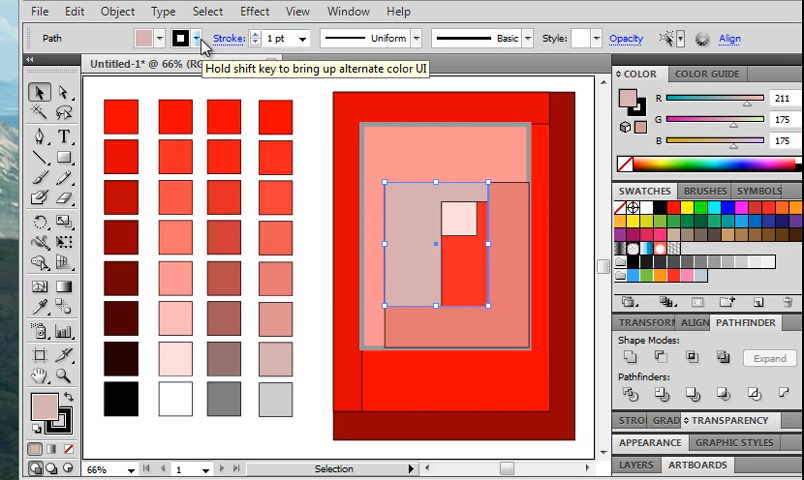 File Edit Object Type Select Effect View Window Help
Path Stroke: 1 pt Uniform Basic Style: Opacity Align
Untitled-1* @ 66% (RG
Hold shift key to bring up alternate color UI
COLOR COLOR GUIDE
R 211
G 175
B 175
SWATCHES BRUSHES SYMBOLS
TRANSFORM ALIGN PATHFINDER
Shape Modes:
Expand
Pathfinders:
STRO GRAD TRANSPARENCY
APPEARANCE GRAPHIC STYLES
LAYERS ARTBOARDS
66% 1 Selection